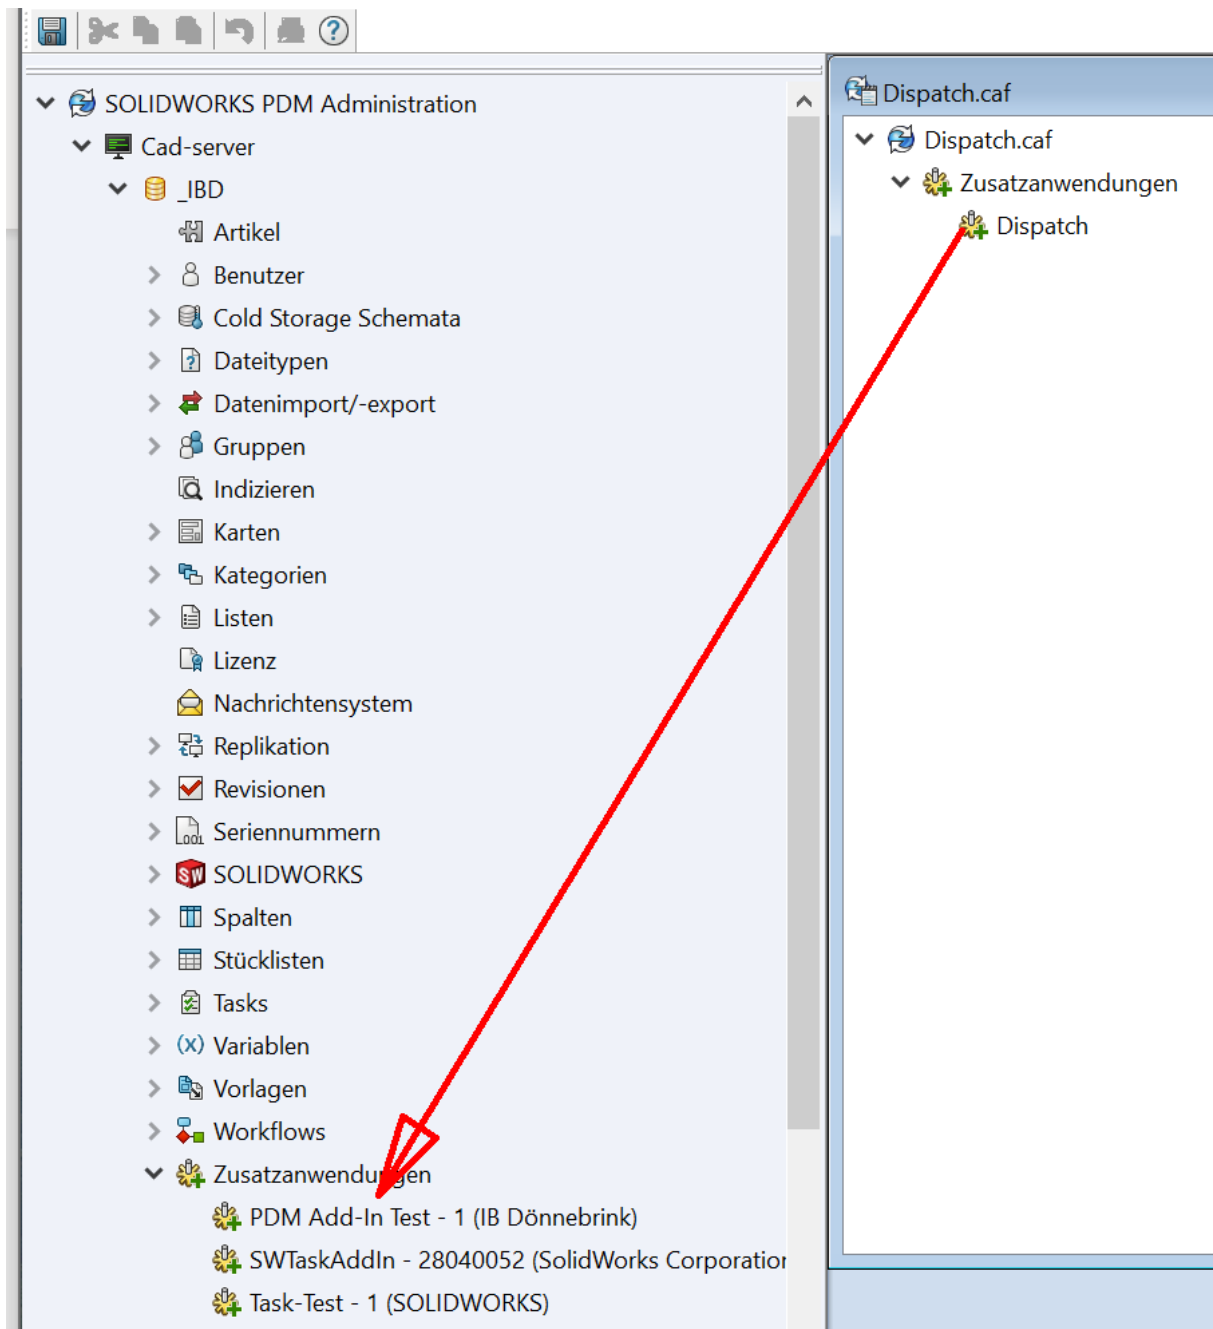 SOLIDWORKS PDM Administration
Cad-server
_IBD
Artikel
Benutzer
Cold Storage Schemata
Dateitypen
Datenimport/-export
Gruppen
Indizieren
Karten
Kategorien
Listen
Lizenz
Nachrichtensystem
Replikation
Revisionen
Seriennummern
SOLIDWORKS
Spalten
Stücklisten
Tasks
Variablen
Vorlagen
Workflows
Zusatzanwendungen
PDM Add-In Test - 1 (IB Dönnebrink)
SWTaskAddIn - 28040052 (SolidWorks Corporation
Task-Test - 1 (SOLIDWORKS)
Dispatch.caf
Dispatch.caf
Zusatzanwendungen
Dispatch